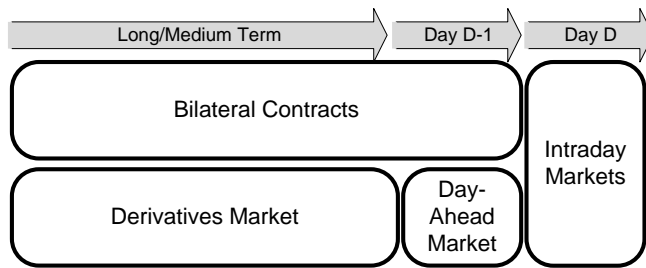 Long/Medium Term
Day D-1
Day D
Bilateral Contracts
Intraday
Markets
Derivatives Market
Day-
Ahead
Market